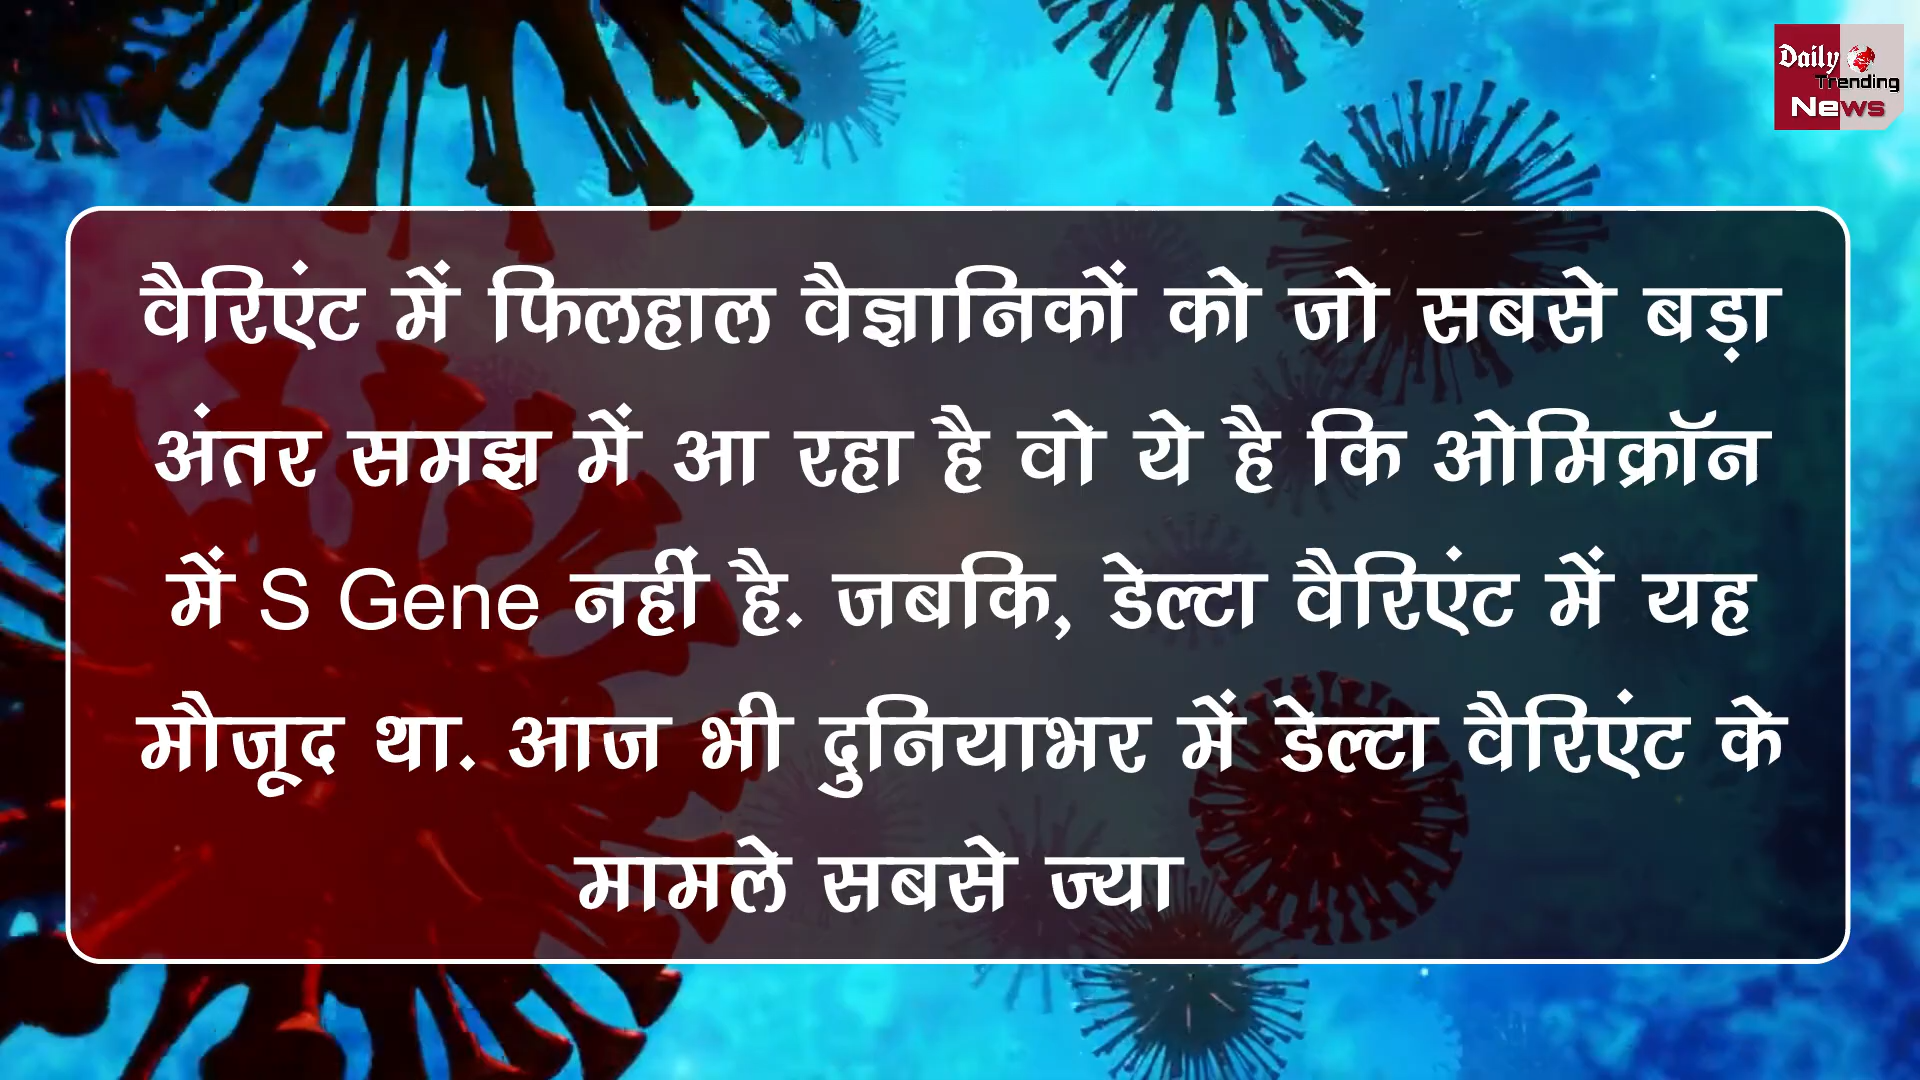 Daily
Trending
News
वैरिएंट में फिलहाल वैज्ञानिकों को जो सबसे बड़ा
अंतर समझ में आ रहा है वो ये है कि ओमिक्रॉन
में S Gene नहीं है. जबकि, डेल्टा वैरिएंट में यह
मौजूद था. आज भी दुनियाभर में डेल्टा वैरिएंट के
मामले सबसे ज्या